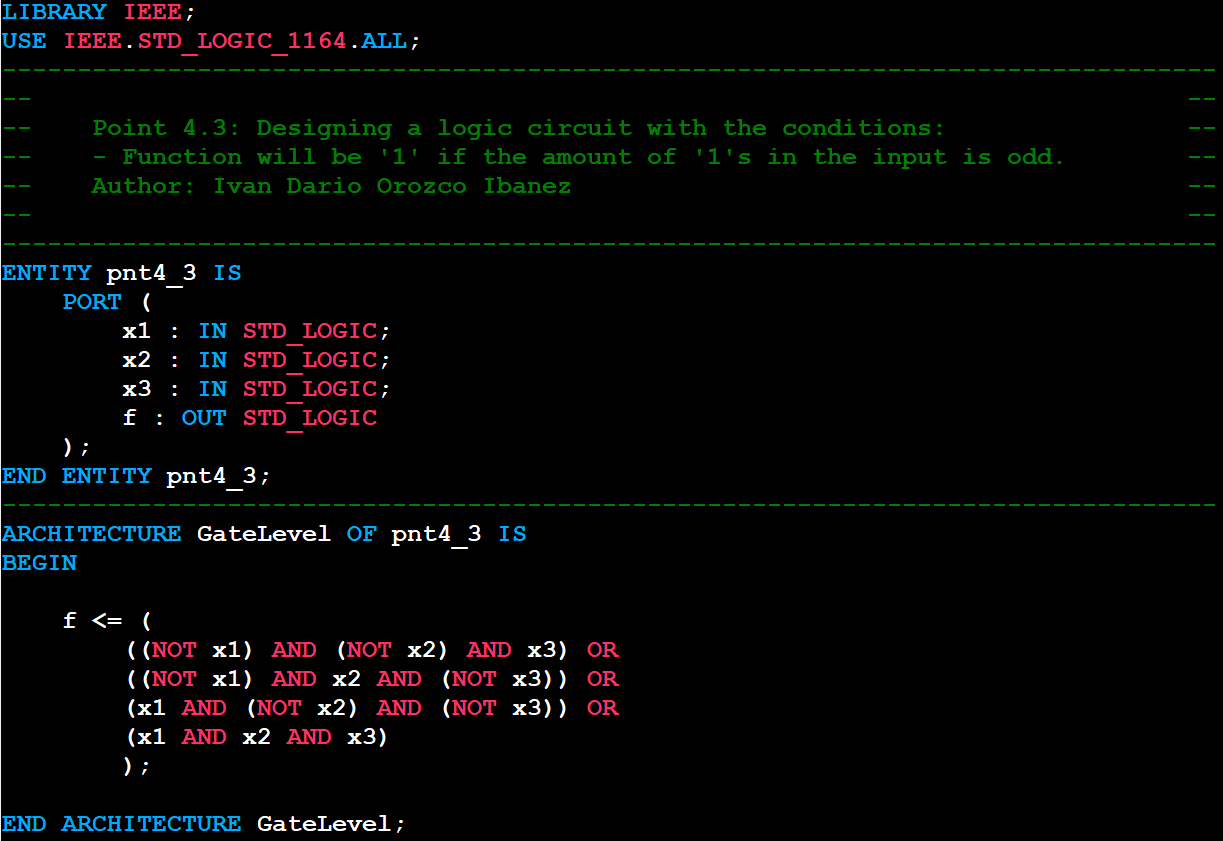 LIBRARY IEEE;
USE IEEE.STD_LOGIC_1164.ALL;
---------------------------------------------------------------------------------
--                                                                             --
--    Point 4.3: Designing a logic circuit with the conditions:                --
--    - Function will be '1' if the amount of '1's in the input is odd.        --
--    Author: Ivan Dario Orozco Ibanez                                         --
--                                                                             --
---------------------------------------------------------------------------------
ENTITY pnt4_3 IS
    PORT (
        x1 : IN STD_LOGIC;
        x2 : IN STD_LOGIC;
        x3 : IN STD_LOGIC;
        f : OUT STD_LOGIC
    );
END ENTITY pnt4_3;
---------------------------------------------------------------------------------
ARCHITECTURE GateLevel OF pnt4_3 IS
BEGIN

    f <= (
        ((NOT x1) AND (NOT x2) AND x3) OR
        ((NOT x1) AND x2 AND (NOT x3)) OR
        (x1 AND (NOT x2) AND (NOT x3)) OR
        (x1 AND x2 AND x3)
        );

END ARCHITECTURE GateLevel;